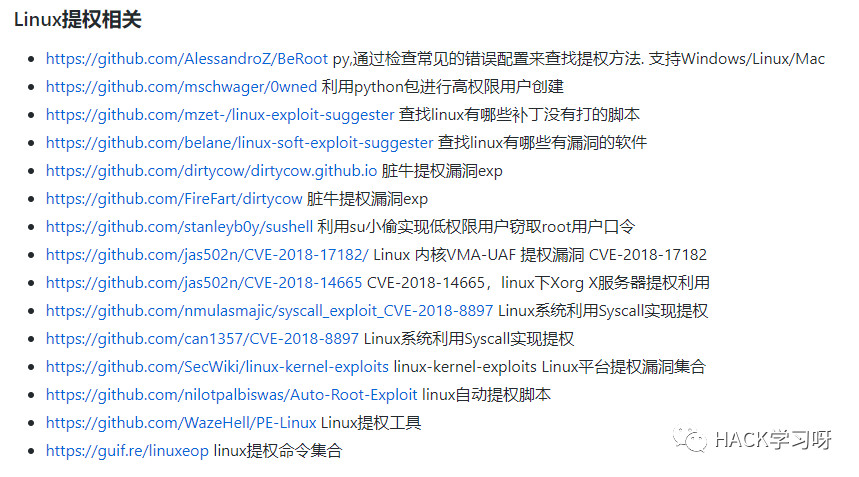 Linux提权相关
https://github.com/AlessandroZ/BeRoot py,通过检查常见的错误配置来查找提权方法. 支持Windows/Linux/Mac
https://github.com/mschwager/0wned 利用python包进行高权限用户创建
https://github.com/mzet-/linux-exploit-suggester 查找linux有哪些补丁没有打的脚本
https://github.com/belane/linux-soft-exploit-suggester 查找linux有哪些有漏洞的软件
https://github.com/dirtycow/dirtycow.github.io 脏牛提权漏洞exp
https://github.com/FireFart/dirtycow 脏牛提权漏洞exp
https://github.com/stanleyb0y/sushell 利用su小偷实现低权限用户窃取root用户口令
https://github.com/jas502n/CVE-2018-17182/ Linux 内核VMA-UAF 提权漏洞 CVE-2018-17182
https://github.com/jas502n/CVE-2018-14665 CVE-2018-14665，linux下Xorg X服务器提权利用
https://github.com/nmulasmajic/syscall_exploit_CVE-2018-8897 Linux系统利用Syscall实现提权
https://github.com/can1357/CVE-2018-8897 Linux系统利用Syscall实现提权
https://github.com/SecWiki/linux-kernel-exploits linux-kernel-exploits Linux平台提权漏洞集合
https://github.com/nilotpalbiswas/Auto-Root-Exploit linux自动提权脚本
https://github.com/WazeHell/PE-Linux Linux提权工具
https://guif.re/linuxeop linux提权命令集合
HACK学习呀